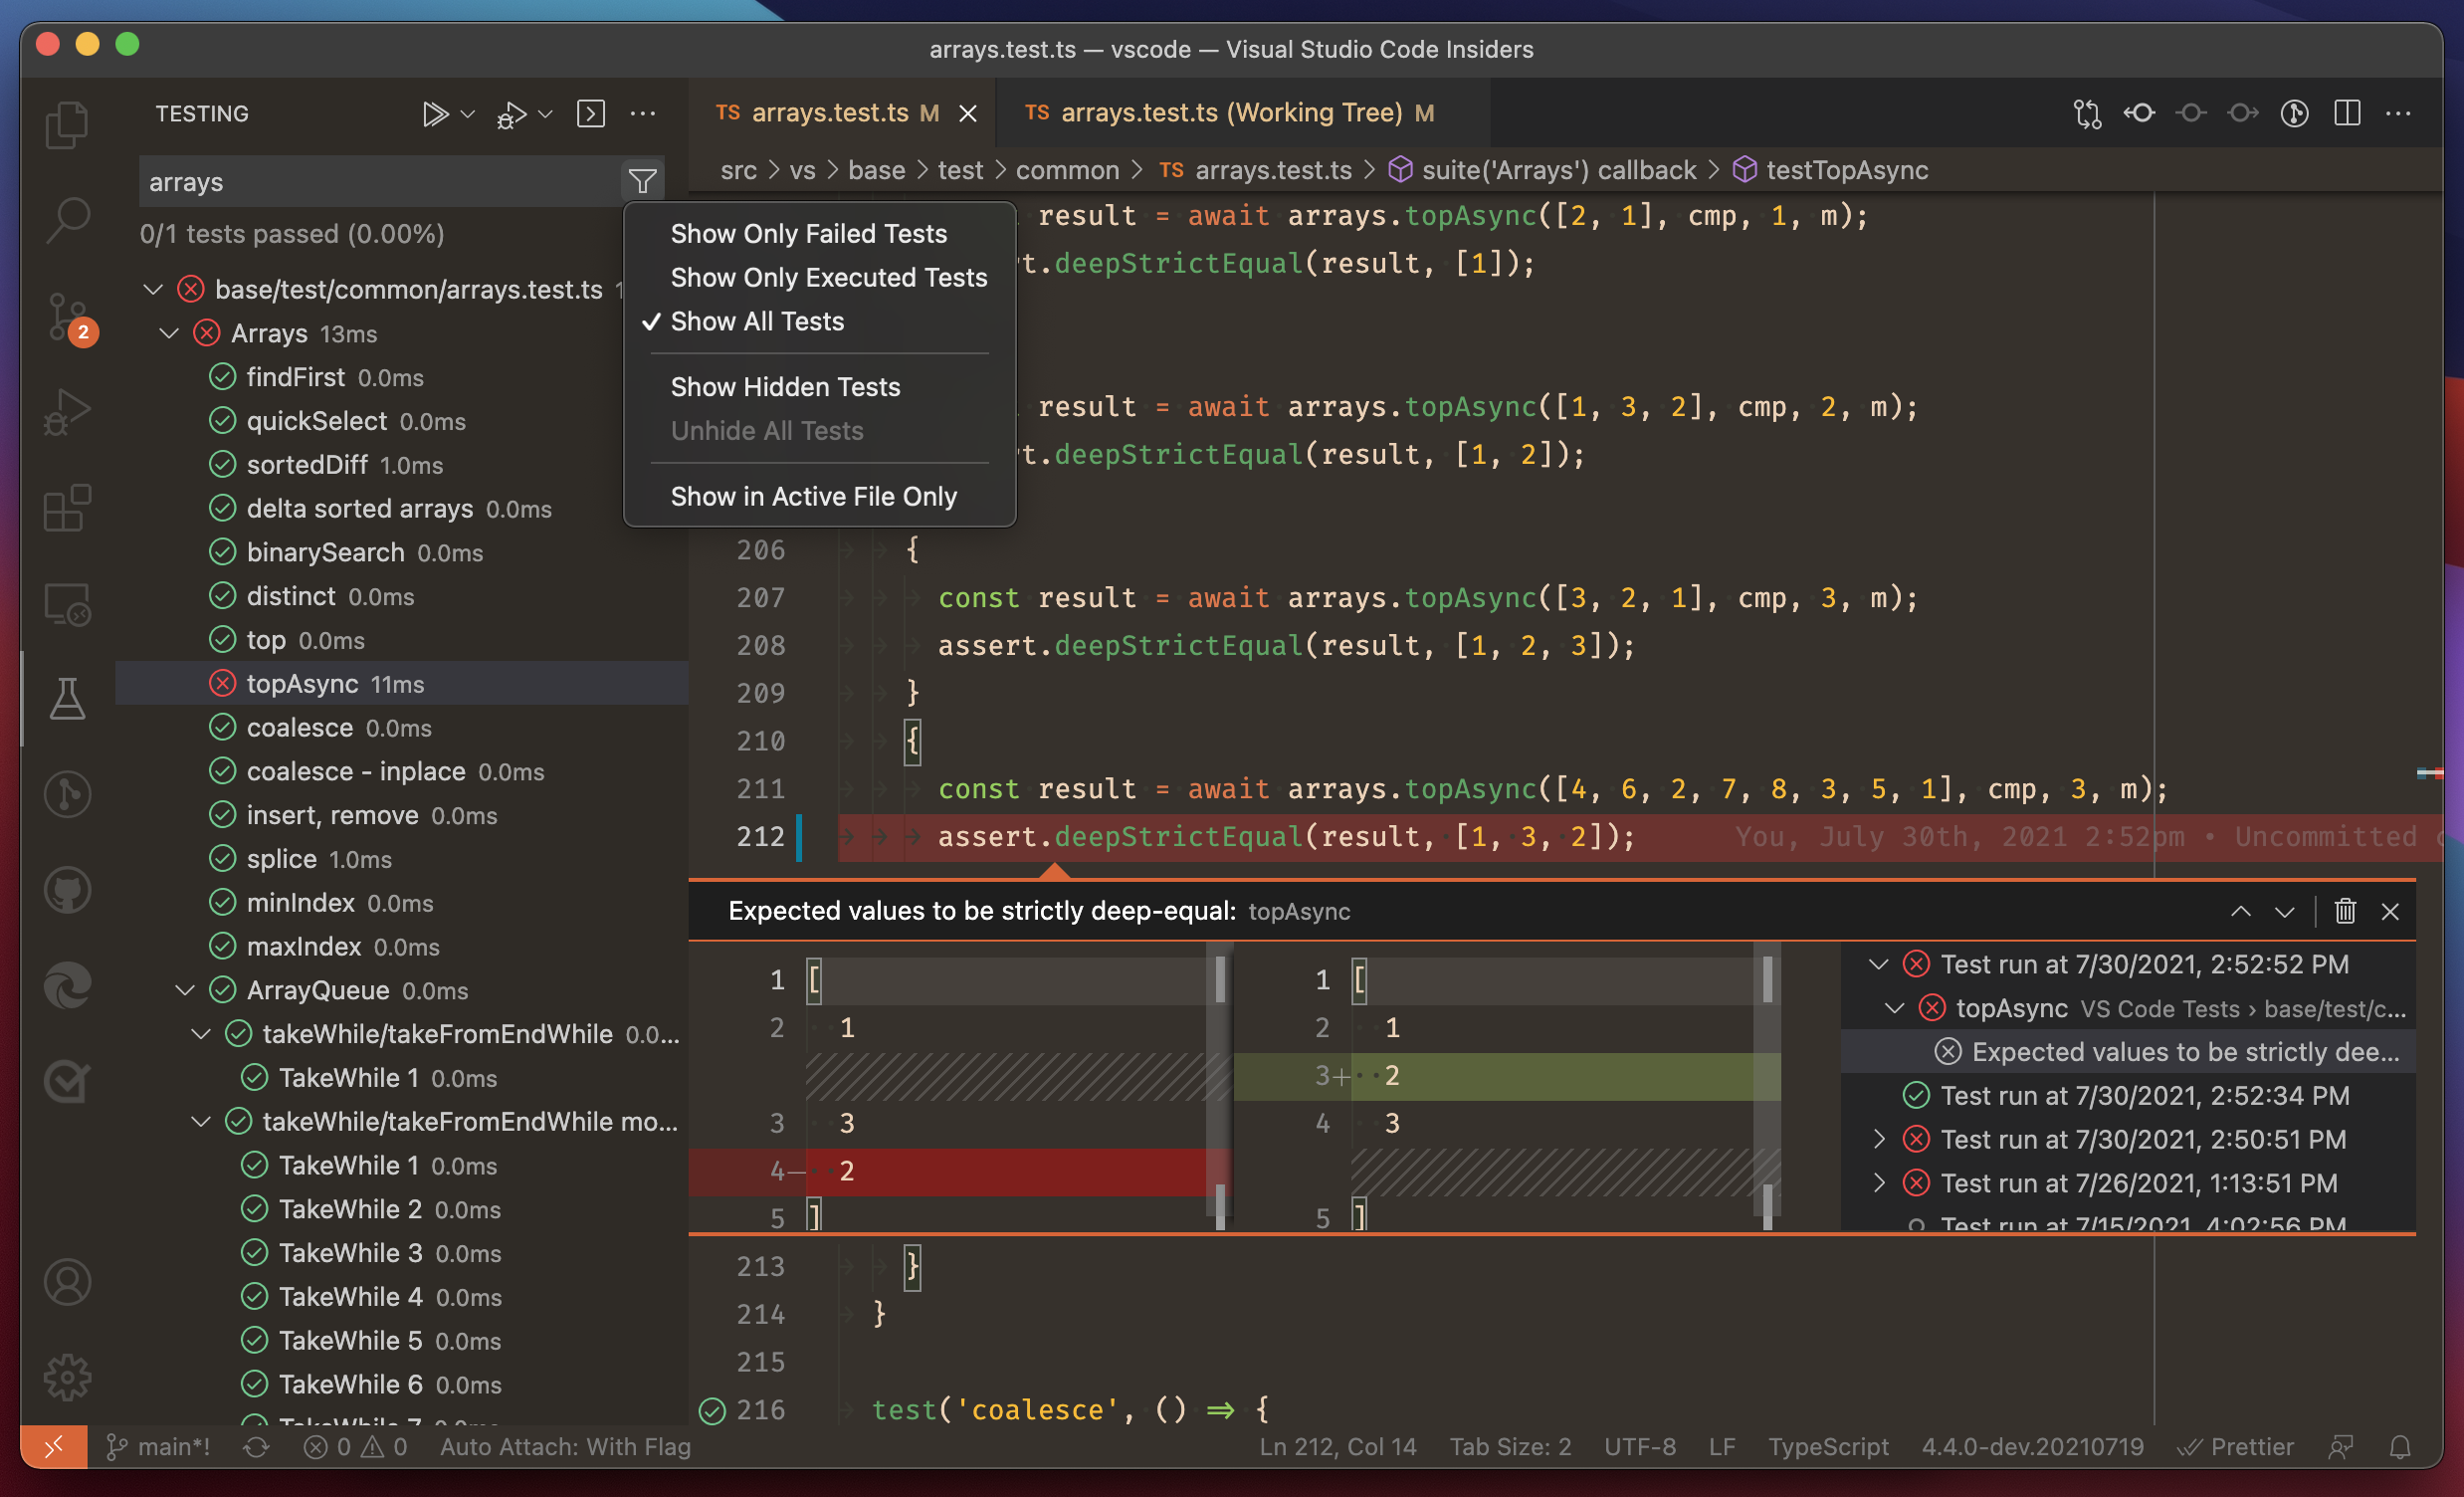 arrays.test.ts — vscode — Visual Studio Code Insiders
TESTING
arrays
0/1 tests passed (0.00%)
base/test/common/arrays.test.ts
Arrays 13ms
findFirst 0.0ms
quickSelect 0.0ms
sortedDiff 1.0ms
delta sorted arrays 0.0ms
binarySearch 0.0ms
distinct 0.0ms
top 0.0ms
topAsync 11ms
coalesce 0.0ms
coalesce - inplace 0.0ms
insert, remove 0.0ms
splice 1.0ms
minIndex 0.0ms
maxIndex 0.0ms
ArrayQueue 0.0ms
takeWhile/takeFromEndWhile 0.0...
TakeWhile 1 0.0ms
takeWhile/takeFromEndWhile mo...
TakeWhile 1 0.0ms
TakeWhile 2 0.0ms
TakeWhile 3 0.0ms
TakeWhile 4 0.0ms
TakeWhile 5 0.0ms
TakeWhile 6 0.0ms
TakeWhile 7 0.0ms
2
Show Only Failed Tests
Show Only Executed Tests
✓ Show All Tests
Show Hidden Tests
Unhide All Tests
Show in Active File Only
TS arrays.test.ts M
TS arrays.test.ts (Working Tree) M
src > vs > base > test > common > TS arrays.test.ts > suite('Arrays') callback > testTopAsync
result = await arrays.topAsync([2, 1], cmp, 1, m);
t.deepStrictEqual(result, [1]);
result = await arrays.topAsync([1, 3, 2], cmp, 2, m);
t.deepStrictEqual(result, [1, 2]);
206 {
207 const result = await arrays.topAsync([3, 2, 1], cmp, 3, m);
208 assert.deepStrictEqual(result, [1, 2, 3]);
209 }
210 {
211 const result = await arrays.topAsync([4, 6, 2, 7, 8, 3, 5, 1], cmp, 3, m);
212 assert.deepStrictEqual(result, [1, 3, 2]); You, July 30th, 2021 2:52pm • Uncommitted
Expected values to be strictly deep-equal: topAsync
1 [
2 1
3 3
4— 2
5 ]
1 [
2 1
3+ 2
4 3
5 ]
Test run at 7/30/2021, 2:52:52 PM
topAsync VS Code Tests › base/test/c...
Expected values to be strictly dee...
Test run at 7/30/2021, 2:52:34 PM
Test run at 7/30/2021, 2:50:51 PM
Test run at 7/26/2021, 1:13:51 PM
Test run at 7/15/2021, 4:02:56 PM
213 }
214 }
215
216 test('coalesce', () => {
main*! 0 0 Auto Attach: With Flag Ln 212, Col 14 Tab Size: 2 UTF-8 LF TypeScript 4.4.0-dev.20210719 Prettier